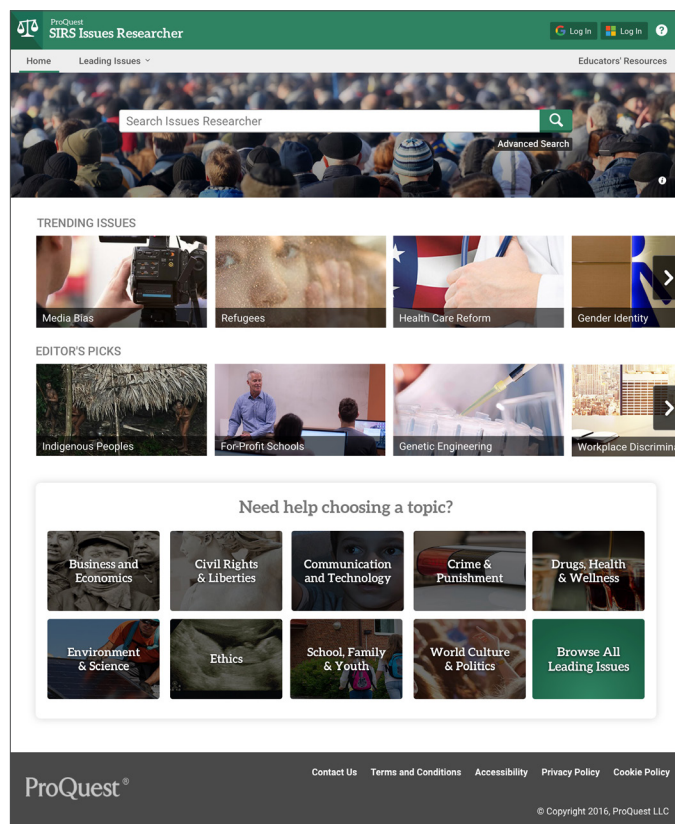 ProQuest
SIRS Issues Researcher
Log In
Log In
?
Home
Leading Issues
Educators' Resources
Search Issues Researcher
Advanced Search
i
TRENDING ISSUES
Media Bias
Refugees
Health Care Reform
Gender Identity
EDITOR'S PICKS
Indigenous Peoples
For-Profit Schools
Genetic Engineering
Workplace Discrimin
Need help choosing a topic?
Business and
Economics
Civil Rights
& Liberties
Communication
and Technology
Crime &
Punishment
Drugs, Health
& Wellness
Environment
& Science
Ethics
School, Family
& Youth
World Culture
& Politics
Browse All
Leading Issues
ProQuest®
Contact Us Terms and Conditions Accessibility Privacy Policy Cookie Policy
© Copyright 2016, ProQuest LLC